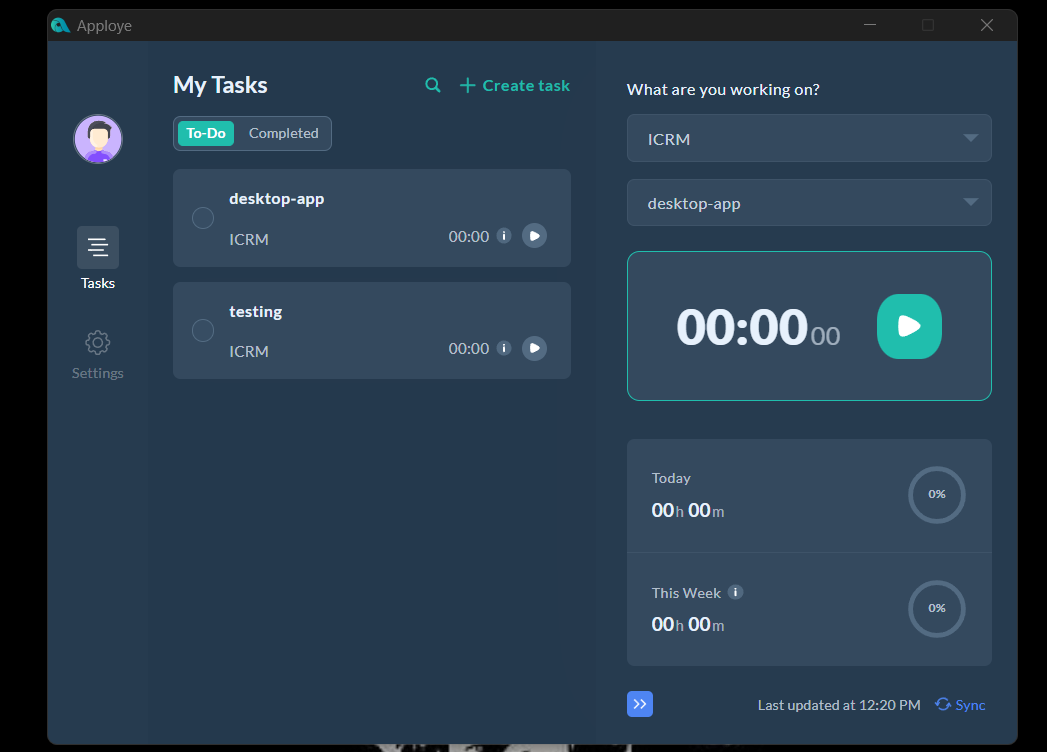 Apploye
My Tasks
Create task
To-Do Completed
desktop-app
ICRM
00:00
testing
ICRM
00:00
Tasks
Settings
What are you working on?
ICRM
desktop-app
00:00 00
Today
00h 00m
0%
This Week
00h 00m
0%
Last updated at 12:20 PM Sync